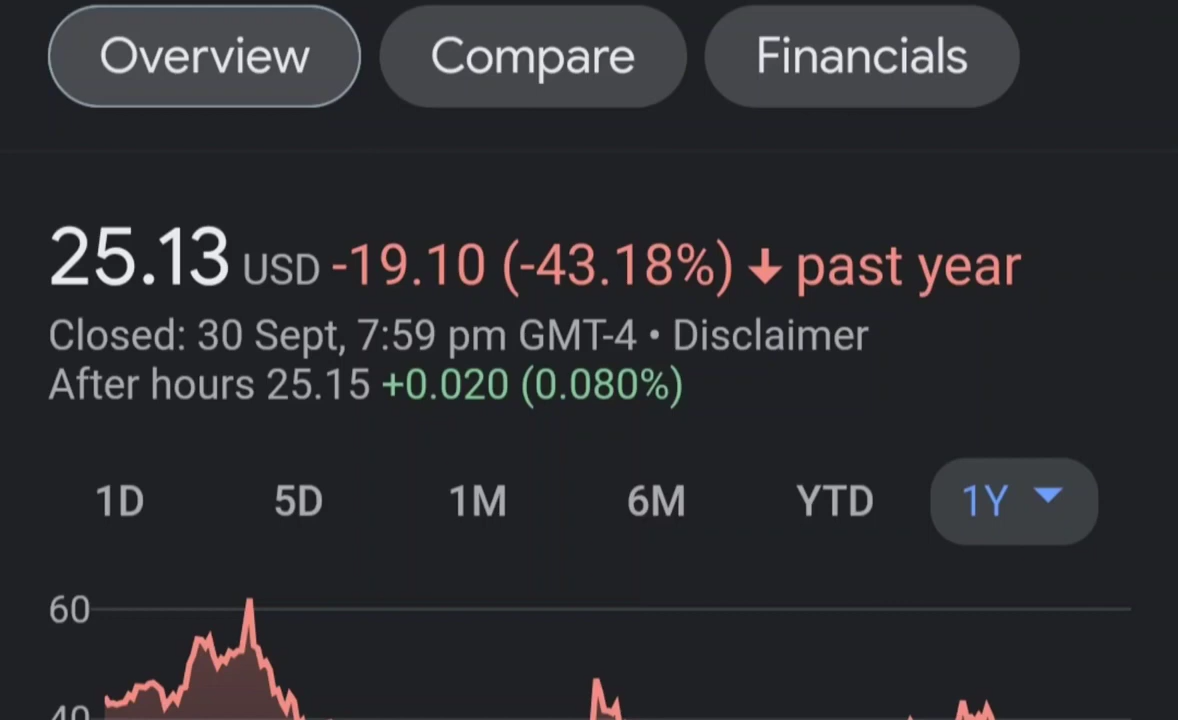 Overview Compare Financials
25.13 USD -19.10 (-43.18%) ↓ past year
Closed: 30 Sept, 7:59 pm GMT-4 • Disclaimer
After hours 25.15 +0.020 (0.080%)
1D 5D 1M 6M YTD 1Y
60
40